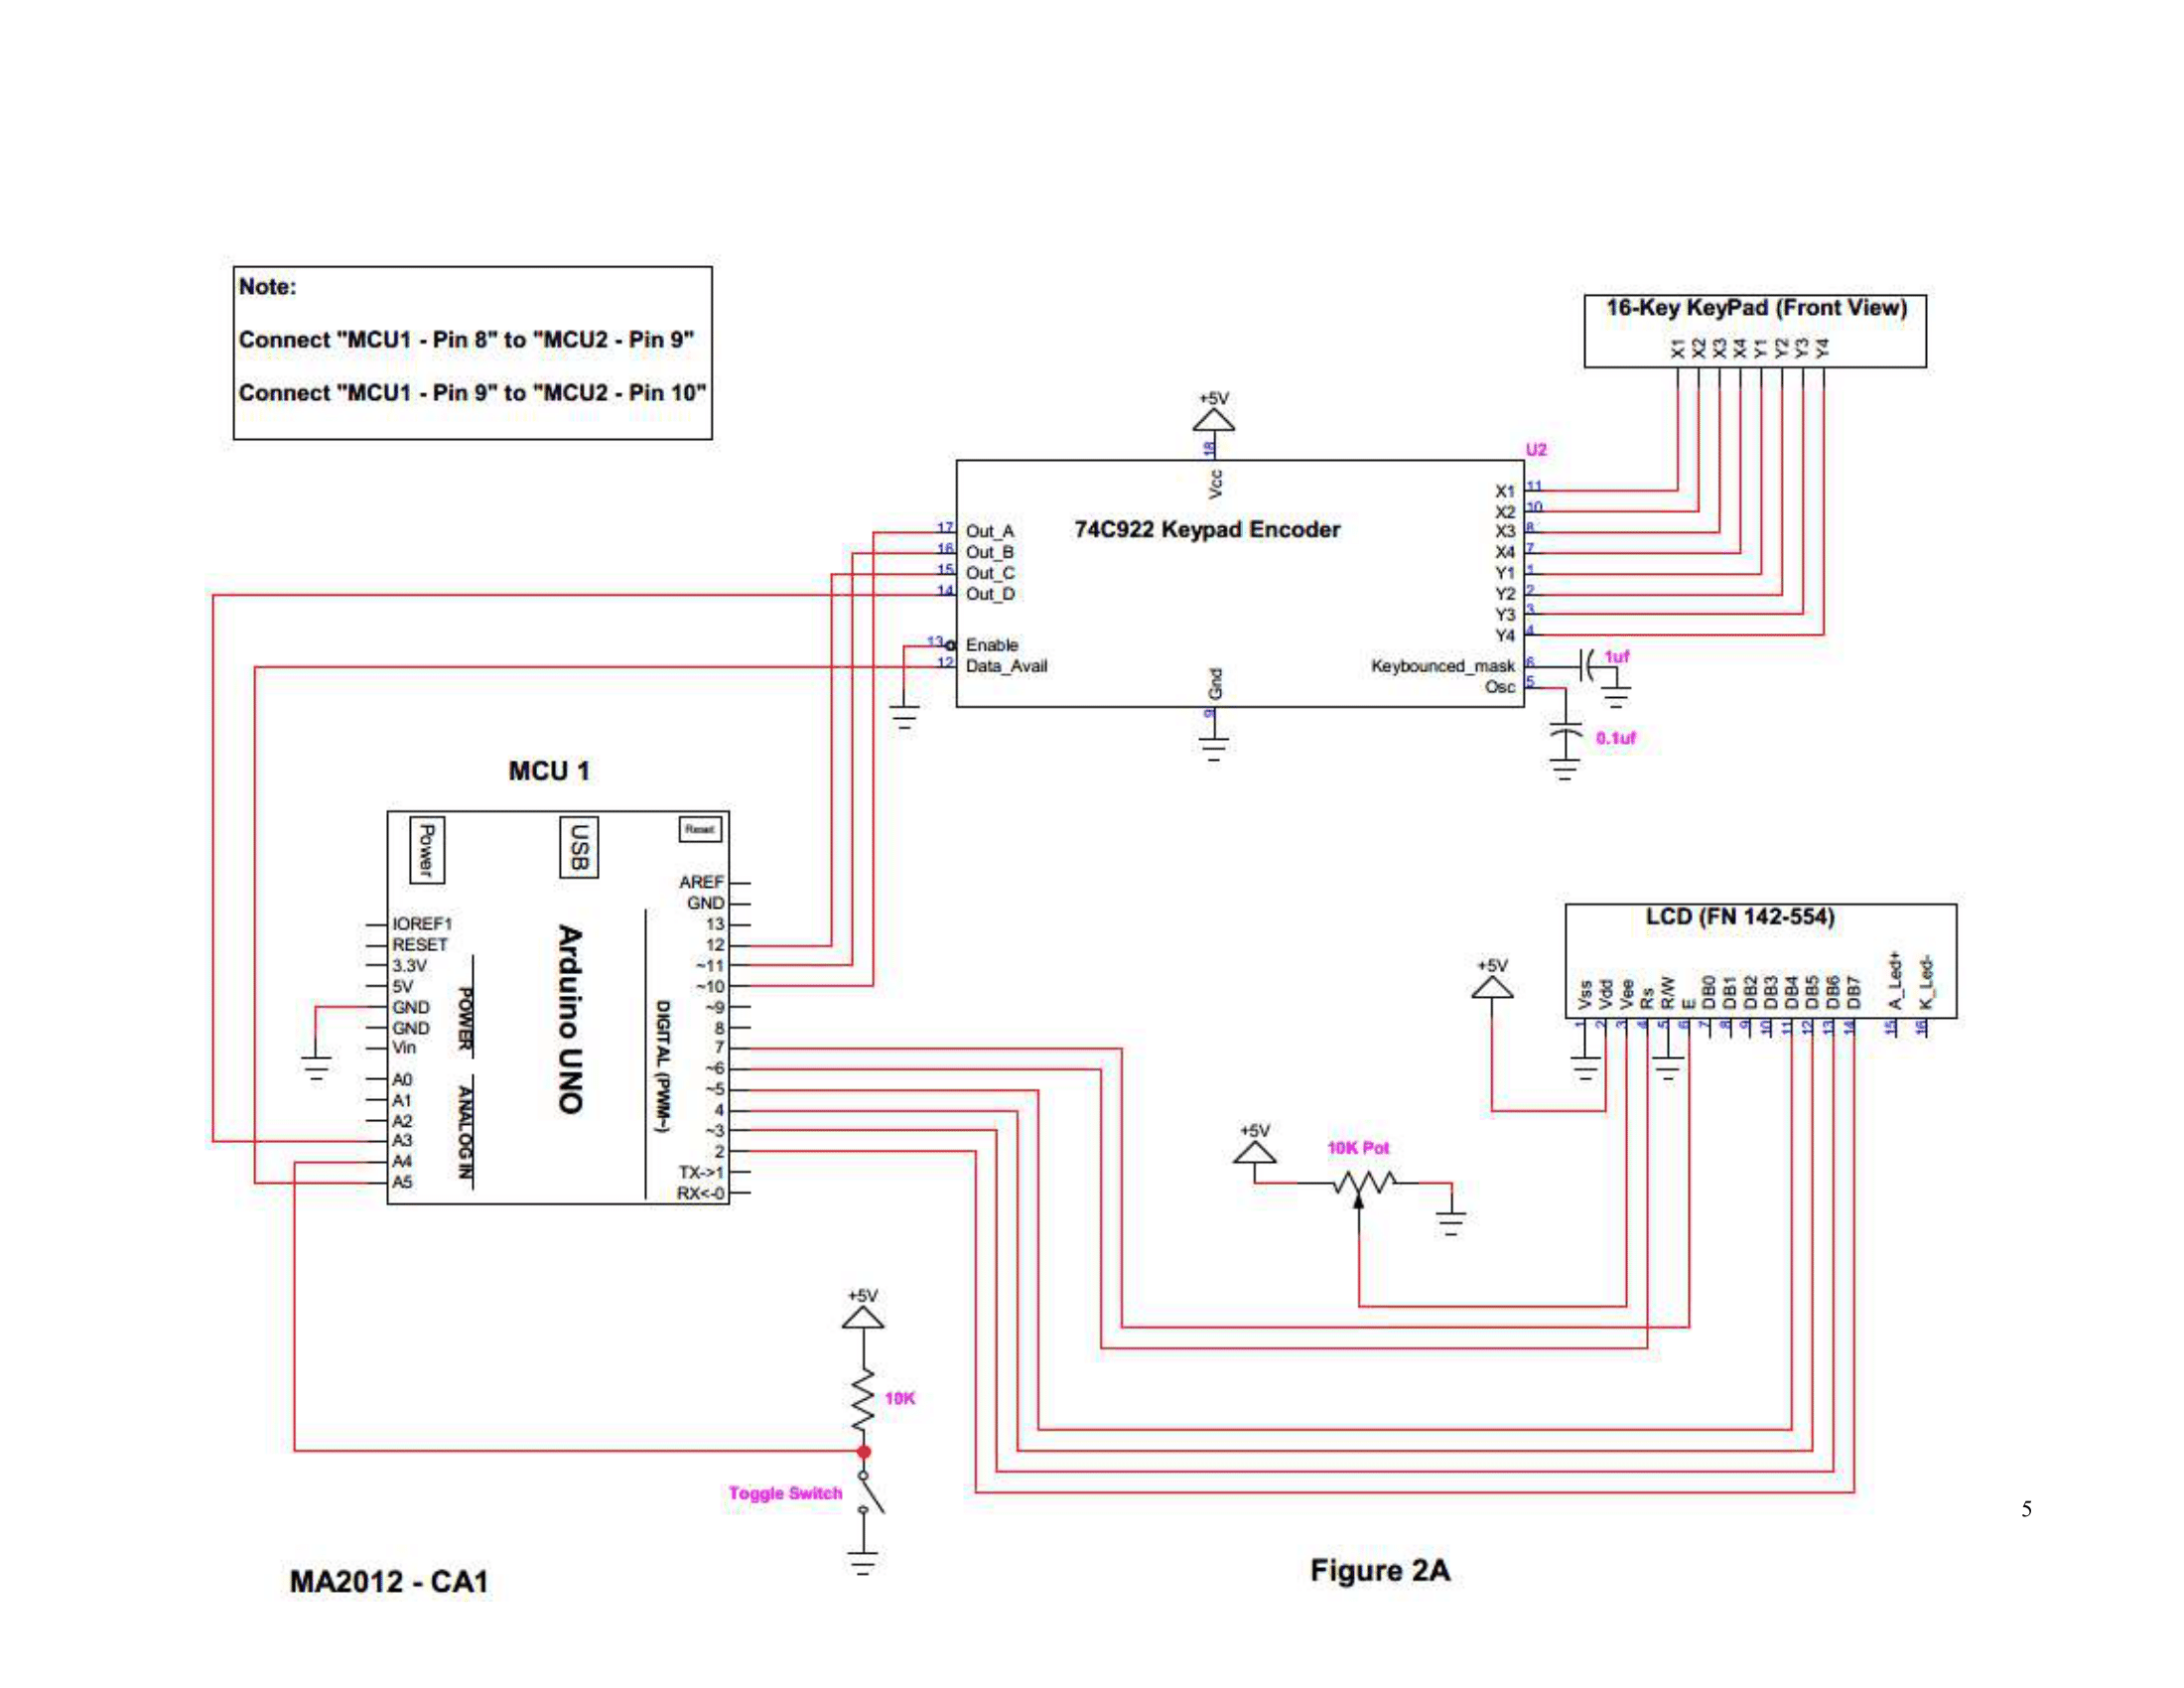 Note:
Connect "MCU1 - Pin 8" to "MCU2 - Pin 9"
Connect "MCU1 - Pin 9" to "MCU2 - Pin 10"
16-Key KeyPad (Front View)
X1
X2
X3
X4
Y1
Y2
Y3
Y4
+5V
18
Vcc
U2
74C922 Keypad Encoder
17 Out_A
16 Out_B
15 Out_C
14 Out_D
13 Enable
12 Data_Avail
X1 11
X2 10
X3 8
X4 7
Y1 1
Y2 2
Y3 3
Y4 4
Keybounced_mask 6
Osc 5
1uf
0.1uf
Gnd
9
MCU 1
Power
USB
Reset
Arduino UNO
IOREF1
RESET
3.3V
5V
GND
GND
Vin
POWER
A0
A1
A2
A3
A4
A5
ANALOG IN
AREF
GND
13
12
~11
~10
~9
8
7
~6
~5
4
~3
2
TX->1
RX<-0
DIGITAL (PWM~)
LCD (FN 142-554)
Vss
Vdd
Vee
Rs
R/W
E
DB0
DB1
DB2
DB3
DB4
DB5
DB6
DB7
A_Led+
K_Led-
1
2
3
4
5
6
7
8
9
10
11
12
13
14
15
16
+5V
+5V
10K Pot
+5V
10K
Toggle Switch
5
MA2012 - CA1
Figure 2A